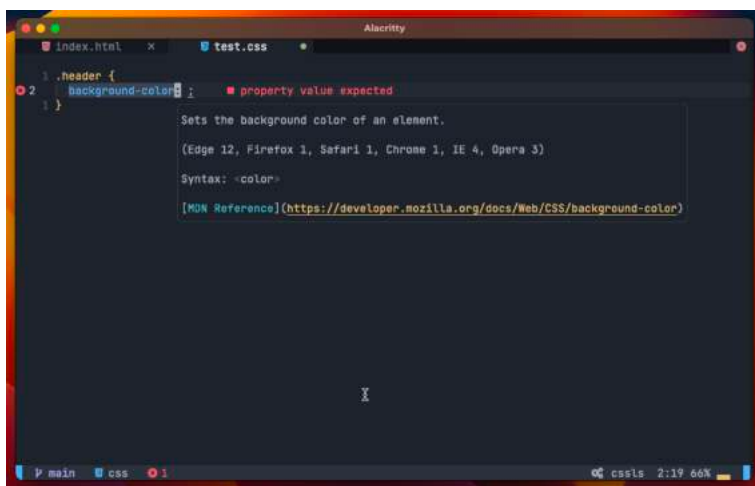 Alacritty
index.html × test.css
1 .header {
2 background-color: ; property value expected
1 }
Sets the background color of an element.
(Edge 12, Firefox 1, Safari 1, Chrome 1, IE 4, Opera 3)
Syntax: <color>
[MDN Reference](https://developer.mozilla.org/docs/Web/CSS/background-color)
main css 1 cssls 2:19 66%